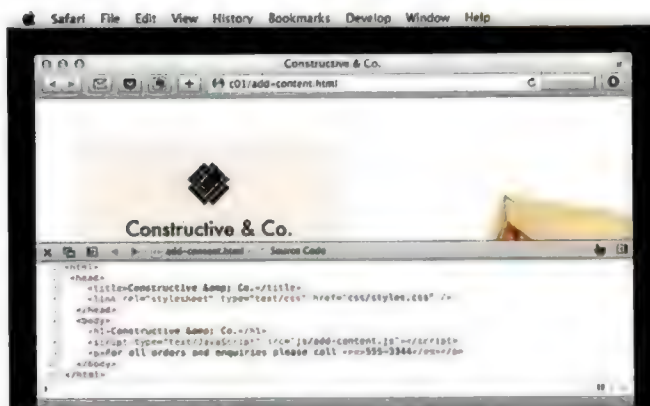 Safari File Edit View History Bookmarks Develop Window Help
Constructive & Co.
c01/add-content.html
Constructive & Co.
add-content.html Source Code
<html>
<head>
<title>Constructive &amp; Co.</title>
<link rel="stylesheet" type="text/css" href="css/styles.css" />
</head>
<body>
<h1>Constructive &amp; Co.</h1>
<script type="text/javaScript" src="js/add-content.js"></script>
<p>For all orders and enquiries please call <em>555-3344</em></p>
</body>
</html>